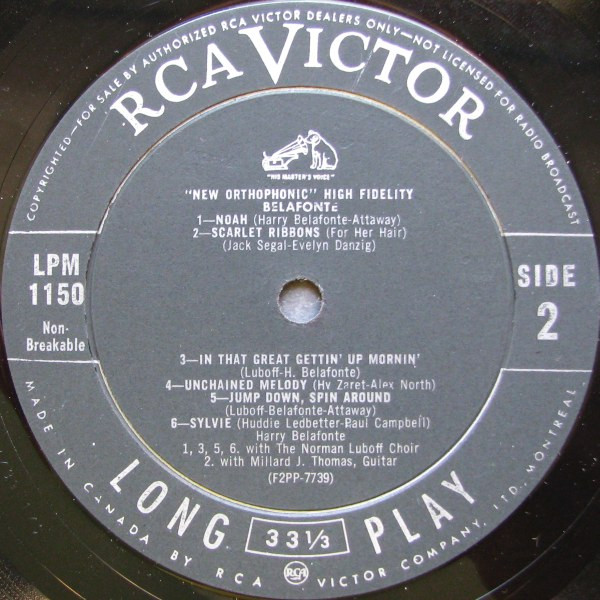 COPYRIGHTED—FOR SALE BY AUTHORIZED RCA VICTOR DEALERS ONLY—NOT LICENSED FOR RADIO BROADCAST
RCA VICTOR
"HIS MASTER'S VOICE"
"NEW ORTHOPHONIC" HIGH FIDELITY
BELAFONTE
1—NOAH (Harry Belafonte-Attaway)
2—SCARLET RIBBONS (For Her Hair)
(Jack Segal-Evelyn Danzig)
LPM
1150
Non-
Breakable
SIDE
2
3—IN THAT GREAT GETTIN' UP MORNIN'
(Luboff-H. Belafonte)
4—UNCHAINED MELODY (Hy Zaret-Alex North)
5—JUMP DOWN, SPIN AROUND
(Luboff-Belafonte-Attaway)
6—SYLVIE (Huddie Ledbetter-Paul Campbell)
Harry Belafonte
1, 3, 5, 6. with The Norman Luboff Choir
2. with Millard J. Thomas, Guitar
(F2PP-7739)
LONG 33⅓ PLAY
MADE IN CANADA BY RCA RCA VICTOR COMPANY, LTD., MONTREAL